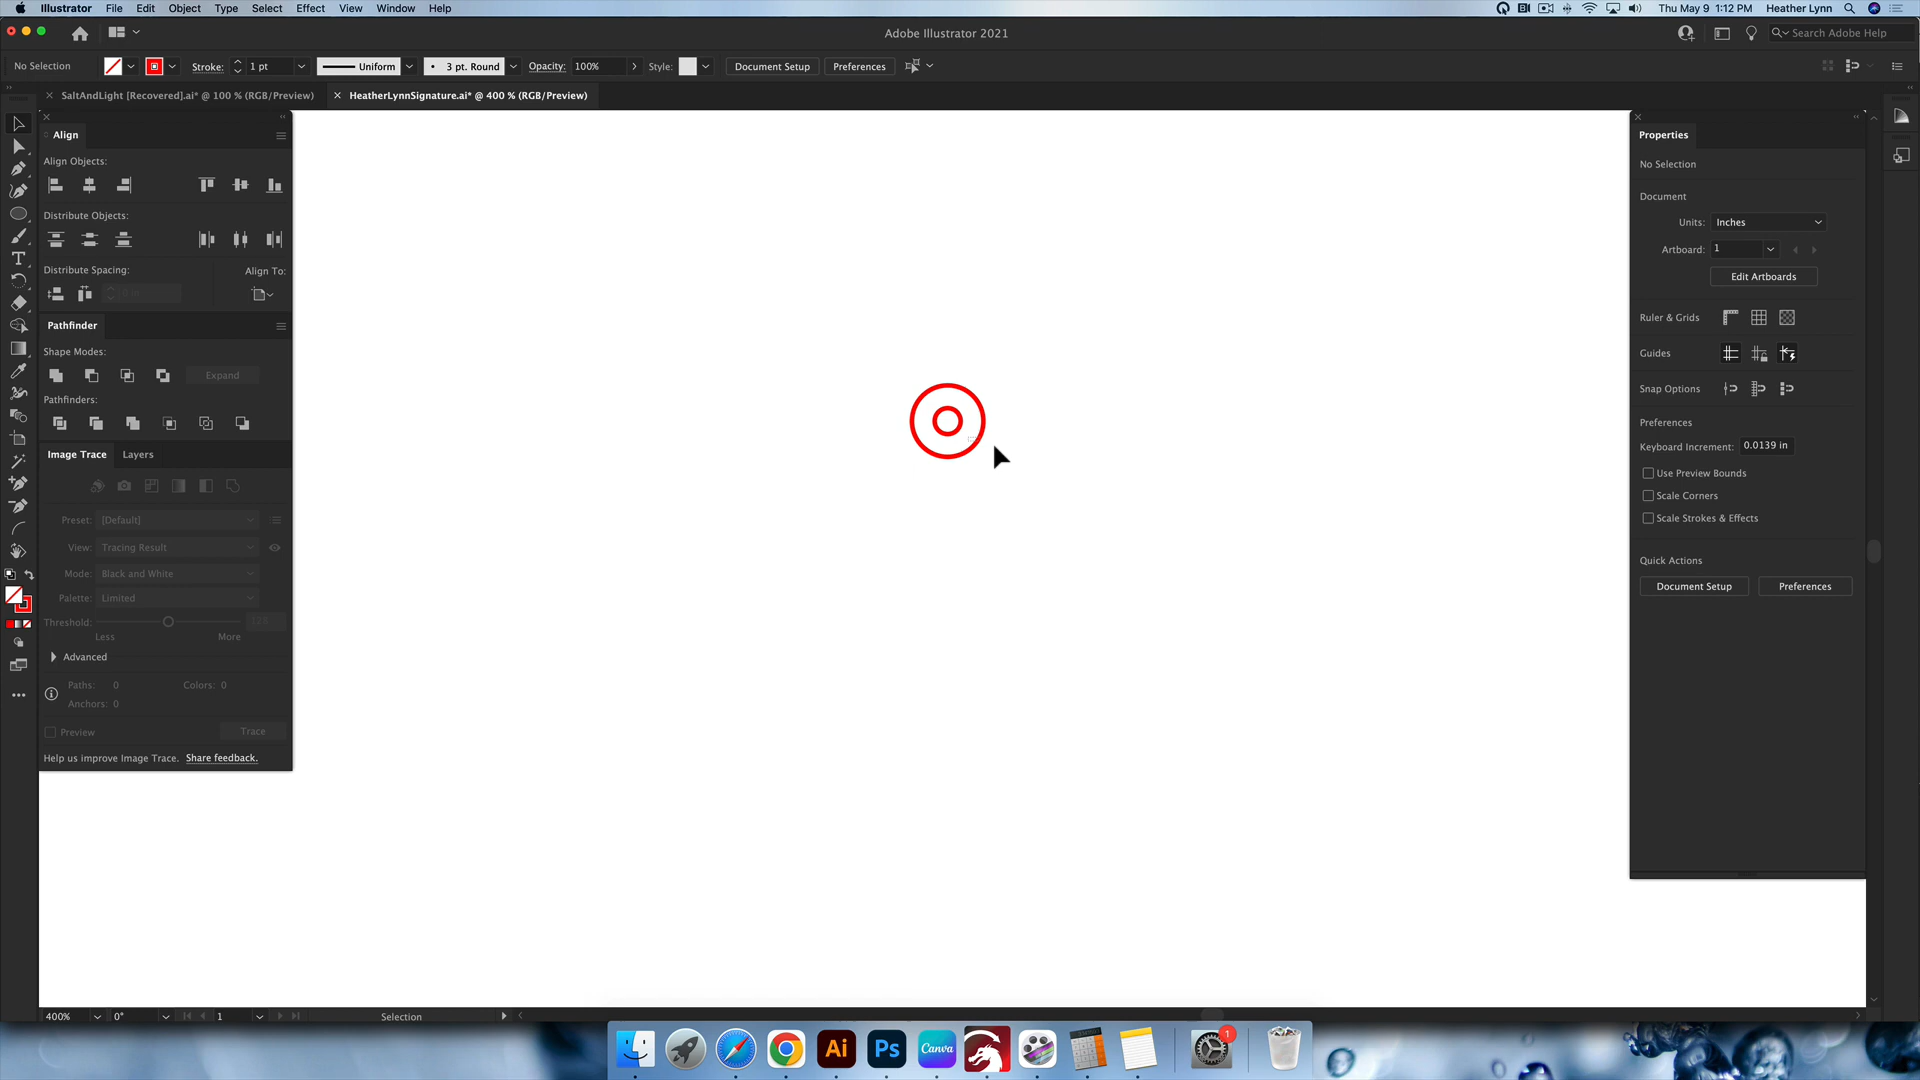 Illustrator File Edit Object Type Select Effect View Window Help Thu May 9 1:12 PM Heather Lynn
Adobe Illustrator 2021 Search Adobe Help
No Selection Stroke: 1 pt Uniform 3 pt. Round Opacity: 100% Style: Document Setup Preferences
SaltAndLight [Recovered].ai* @ 100 % (RGB/Preview) HeatherLynnSignature.ai* @ 400 % (RGB/Preview)
Align
Align Objects:
Distribute Objects:
Distribute Spacing: Align To:
0 in
Pathfinder
Shape Modes:
Expand
Pathfinders:
Image Trace Layers
Preset: [Default]
View: Tracing Result
Mode: Black and White
Palette: Limited
Threshold: 128
Less More
Advanced
Paths: 0 Colors: 0
Anchors: 0
Preview Trace
Help us improve Image Trace. Share feedback.
Properties
No Selection
Document
Units: Inches
Artboard: 1
Edit Artboards
Ruler & Grids
Guides
Snap Options
Preferences
Keyboard Increment: 0.0139 in
Use Preview Bounds
Scale Corners
Scale Strokes & Effects
Quick Actions
Document Setup Preferences
400% 0° 1 Selection
Ai Ps Canva 1